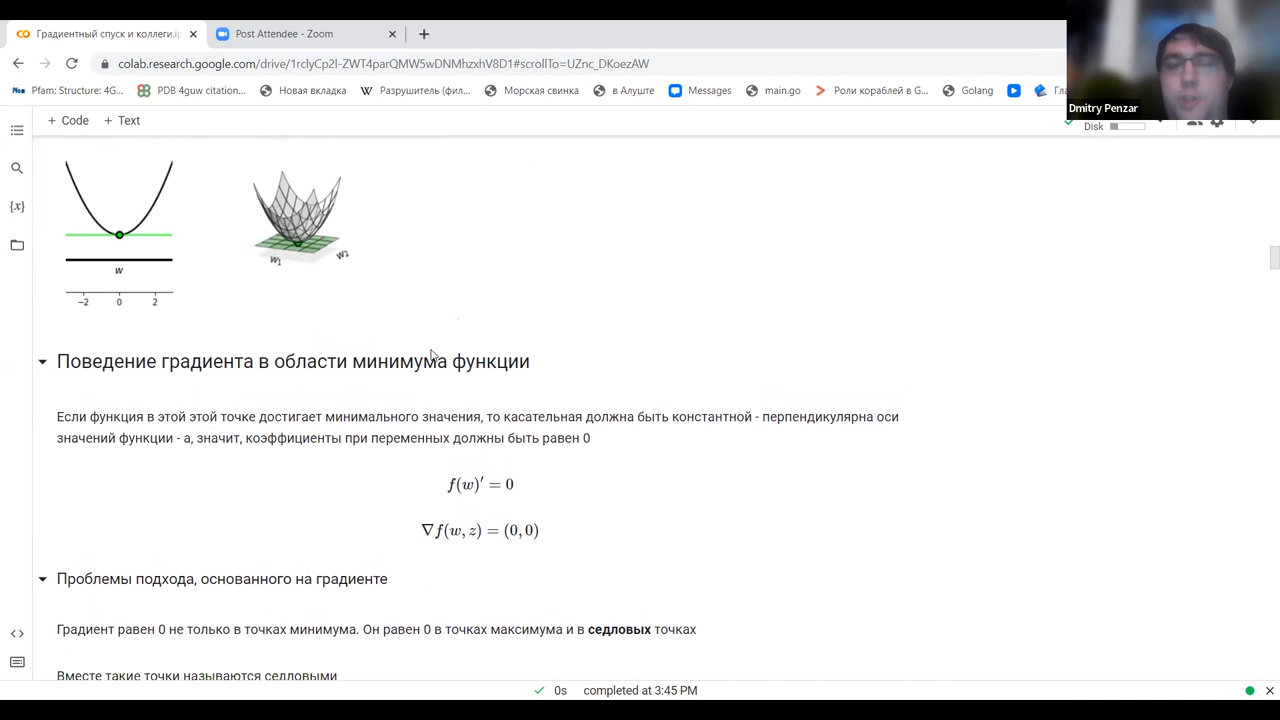 Градиентный спуск и коллеги.ip
Post Attendee - Zoom
colab.research.google.com/drive/1rclyCp2I-ZWT4parQMW5wDNMhzxhV8D1#scrollTo=UZnc_DKoezAW
Pfam: Structure: 4G...
PDB 4guw citation...
Новая вкладка
Разрушитель (фил...
Морская свинка
в Алуште
Messages
main.go
Роли кораблей в G...
Golang
Dmitry Penzar
+ Code + Text
Disk
{x}
w
−2 0 2
w₁
w₂
Поведение градиента в области минимума функции
Если функция в этой этой точке достигает минимального значения, то касательная должна быть константной - перпендикулярна оси
значений функции - а, значит, коэффициенты при переменных должны быть равен 0
f(w)′ = 0
∇f(w, z) = (0, 0)
Проблемы подхода, основанного на градиенте
Градиент равен 0 не только в точках минимума. Он равен 0 в точках максимума и в седловых точках
Вместе такие точки называются седловыми
0s completed at 3:45 PM